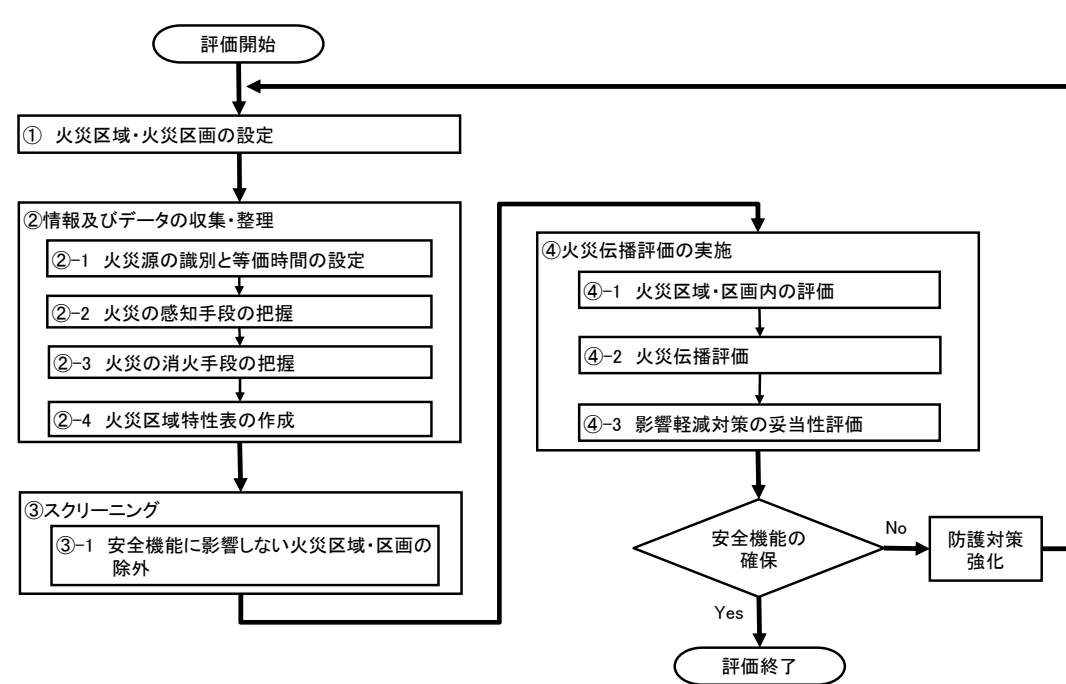 評価開始
① 火災区域・火災区画の設定
②情報及びデータの収集・整理
②-1 火災源の識別と等価時間の設定
②-2 火災の感知手段の把握
②-3 火災の消火手段の把握
②-4 火災区域特性表の作成
③スクリーニング
③-1 安全機能に影響しない火災区域・区画の
除外
④火災伝播評価の実施
④-1 火災区域・区画内の評価
④-2 火災伝播評価
④-3 影響軽減対策の妥当性評価
安全機能の
確保
No
防護対策
強化
Yes
評価終了